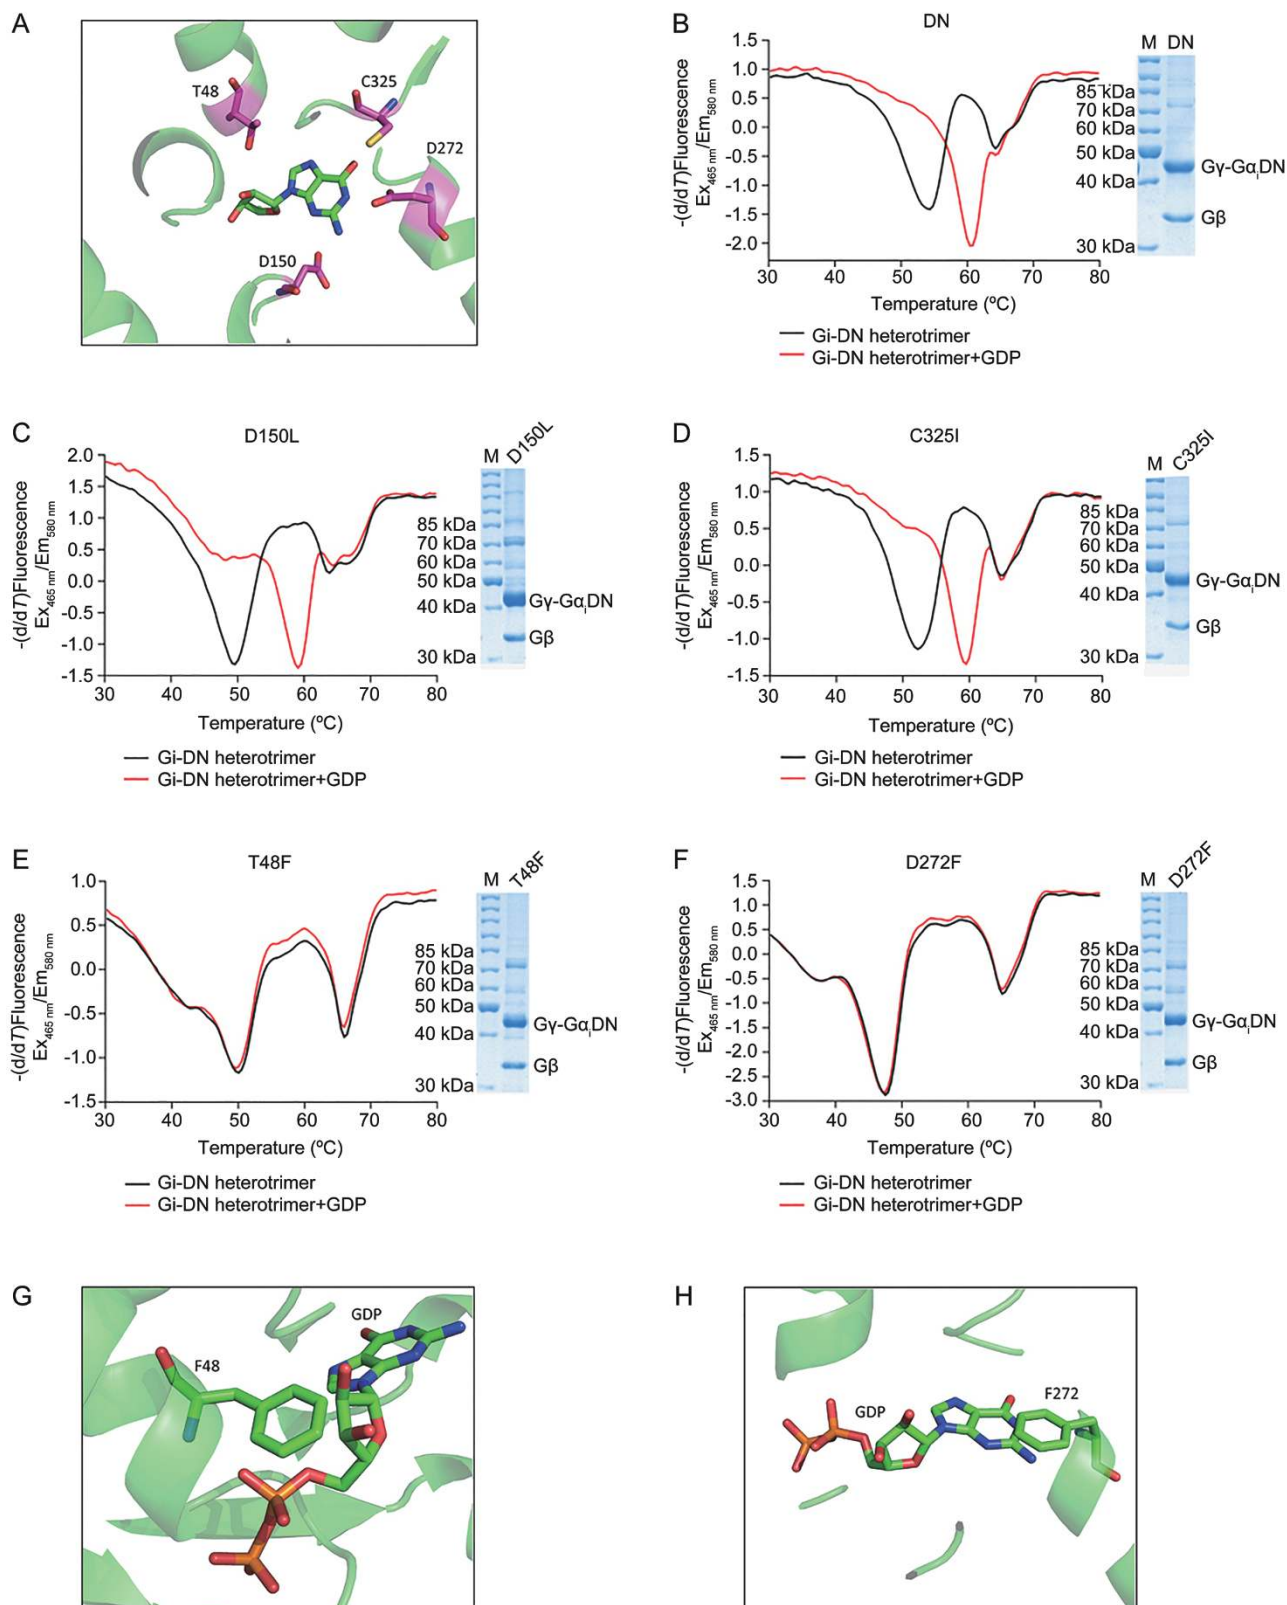 A
T48
C325
D272
D150
B
DN
1.5
1.0
0.5
0.0
-0.5
-1.0
-1.5
-2.0
-(d/dT)Fluorescence
Ex465 nm/Em580 nm
30 40 50 60 70 80
Temperature (ºC)
Gi-DN heterotrimer
Gi-DN heterotrimer+GDP
M DN
85 kDa
70 kDa
60 kDa
50 kDa
40 kDa
30 kDa
Gγ-GαiDN
Gβ
C
D150L
2.0
1.5
1.0
0.5
0.0
-0.5
-1.0
-1.5
-(d/dT)Fluorescence
Ex465 nm/Em580 nm
30 40 50 60 70 80
Temperature (ºC)
Gi-DN heterotrimer
Gi-DN heterotrimer+GDP
M D150L
85 kDa
70 kDa
60 kDa
50 kDa
40 kDa
30 kDa
Gγ-GαiDN
Gβ
D
C325I
1.5
1.0
0.5
0.0
-0.5
-1.0
-1.5
-(d/dT)Fluorescence
Ex465 nm/Em580 nm
30 40 50 60 70 80
Temperature (ºC)
Gi-DN heterotrimer
Gi-DN heterotrimer+GDP
M C325I
85 kDa
70 kDa
60 kDa
50 kDa
40 kDa
30 kDa
Gγ-GαiDN
Gβ
E
T48F
1.0
0.5
0.0
-0.5
-1.0
-1.5
-(d/dT)Fluorescence
Ex465 nm/Em580 nm
30 40 50 60 70 80
Temperature (ºC)
Gi-DN heterotrimer
Gi-DN heterotrimer+GDP
M T48F
85 kDa
70 kDa
60 kDa
50 kDa
40 kDa
30 kDa
Gγ-GαiDN
Gβ
F
D272F
1.5
1.0
0.5
0.0
-0.5
-1.0
-1.5
-2.0
-2.5
-3.0
-(d/dT)Fluorescence
Ex465 nm/Em580 nm
30 40 50 60 70 80
Temperature (ºC)
Gi-DN heterotrimer
Gi-DN heterotrimer+GDP
M D272F
85 kDa
70 kDa
60 kDa
50 kDa
40 kDa
30 kDa
Gγ-GαiDN
Gβ
G
GDP
F48
H
GDP
F272